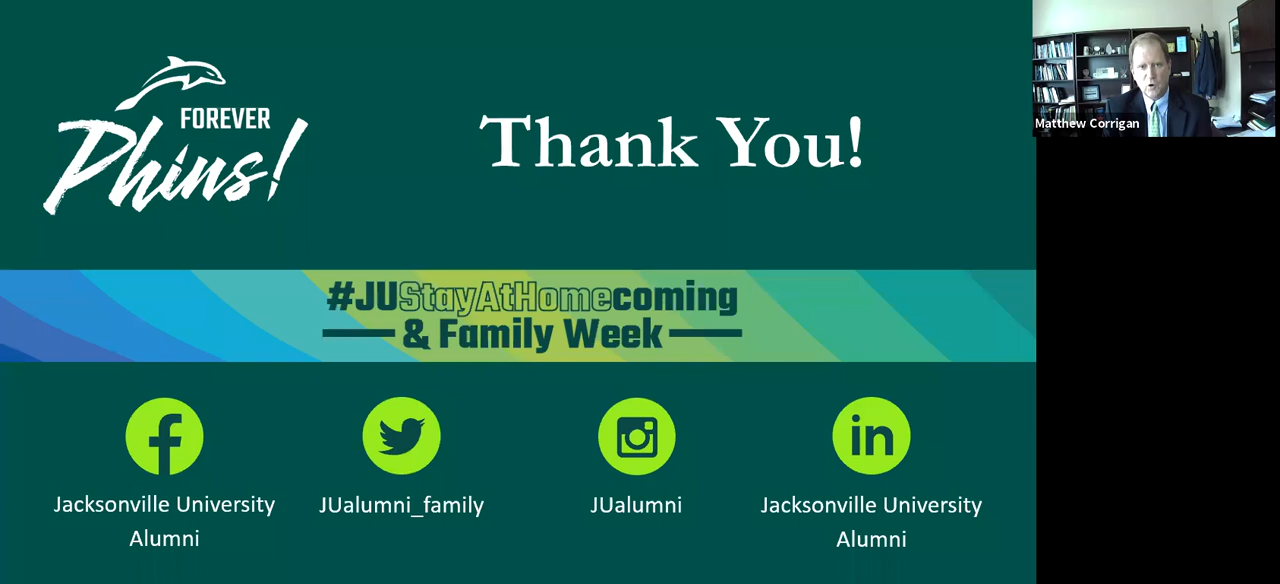 FOREVER
Phins!
Thank You!
Matthew Corrigan
#JUStayAtHomecoming
& Family Week
Jacksonville University
Alumni
JUalumni_family
JUalumni
Jacksonville University
Alumni